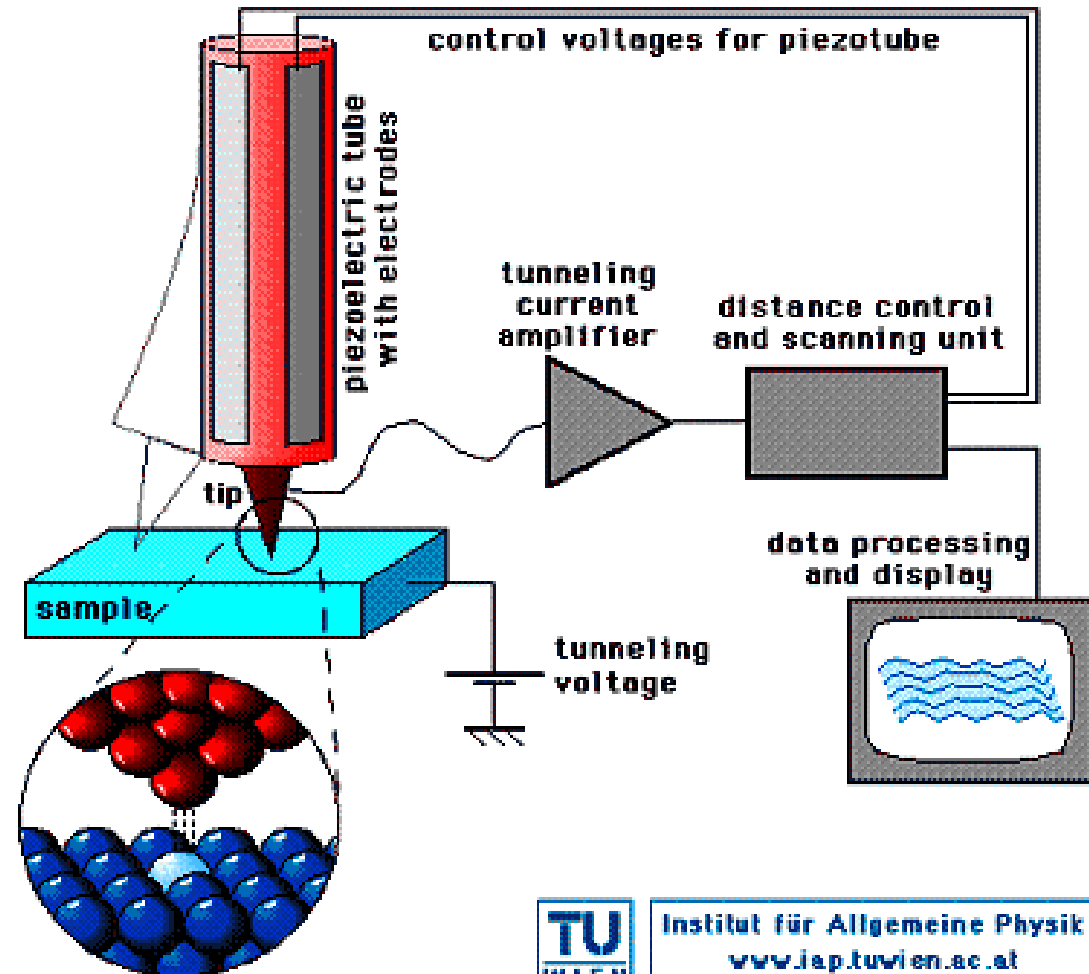 control voltages for piezotube
piezoelectric tube
with electrodes
tunneling
current
amplifier
distance control
and scanning unit
tip
sample
data processing
and display
tunneling
voltage
TU
WIEN
Institut für Allgemeine Physik
www.iap.tuwien.ac.at